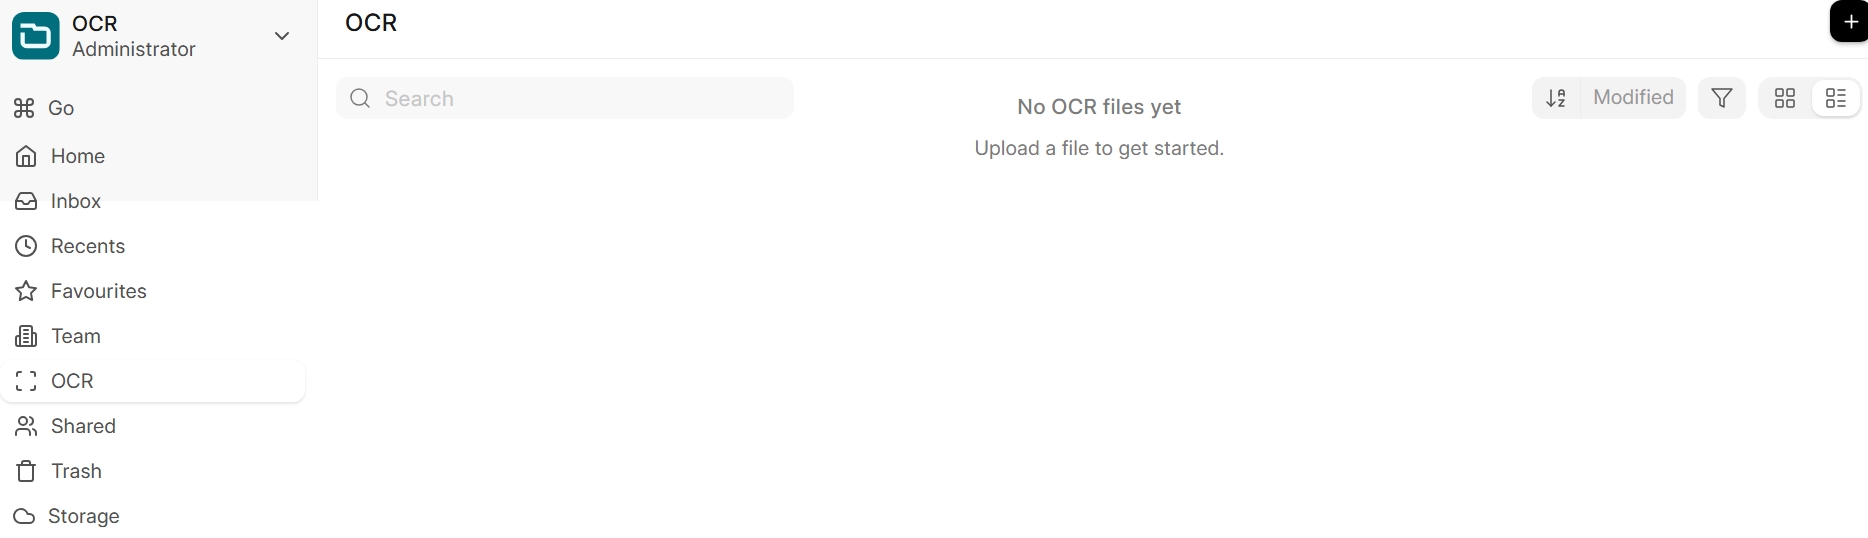 OCR
Administrator
Go
Home
Inbox
Recents
Favourites
Team
OCR
Shared
Trash
Storage
OCR
Search
Modified
No OCR files yet
Upload a file to get started.